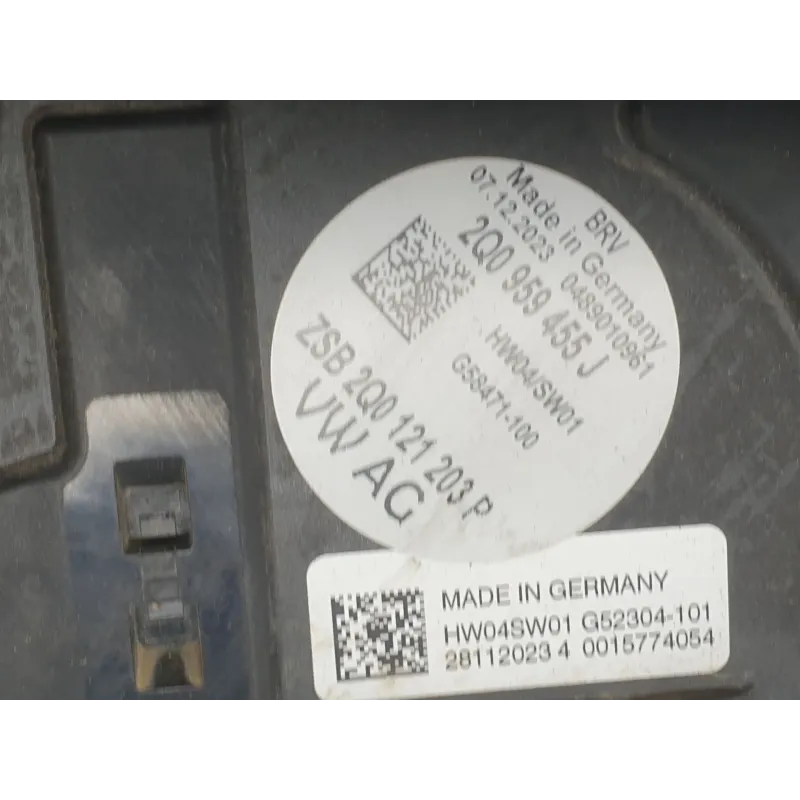 BRV
Made in Germany
07.12.2023 0489010961
2Q0 959 455 J
HW04/SW01
G58471-100
ZSB 2Q0 121 203 P
VW AG
MADE IN GERMANY
HW04SW01 G52304-101
28112023 4 0015774054